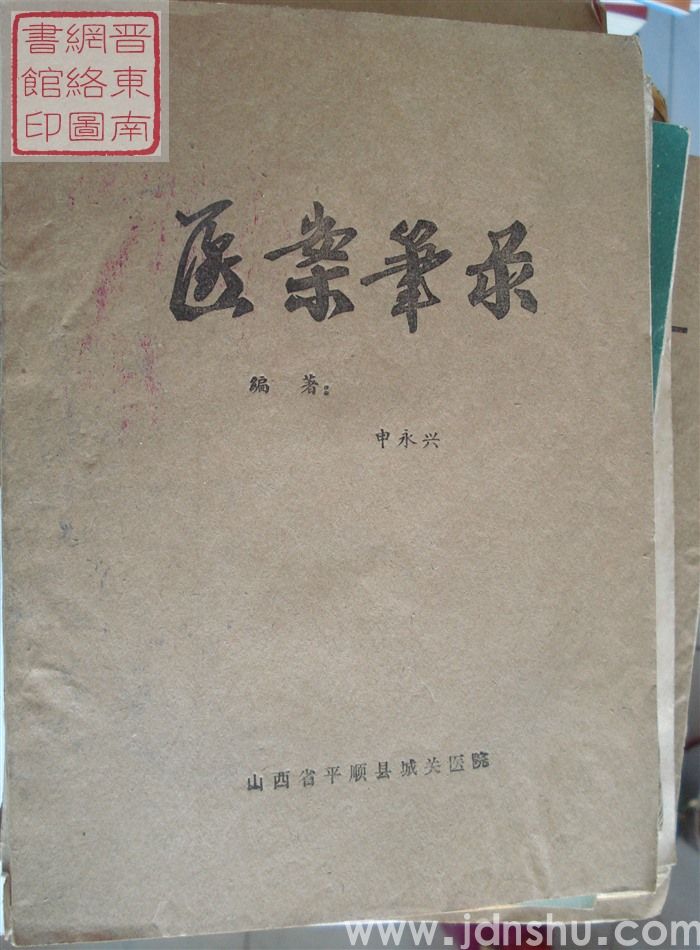 晋東南
網絡圖
書館印
医案笔录
编著：
申永兴
山西省平顺县城关医院
www.jdnshu.com